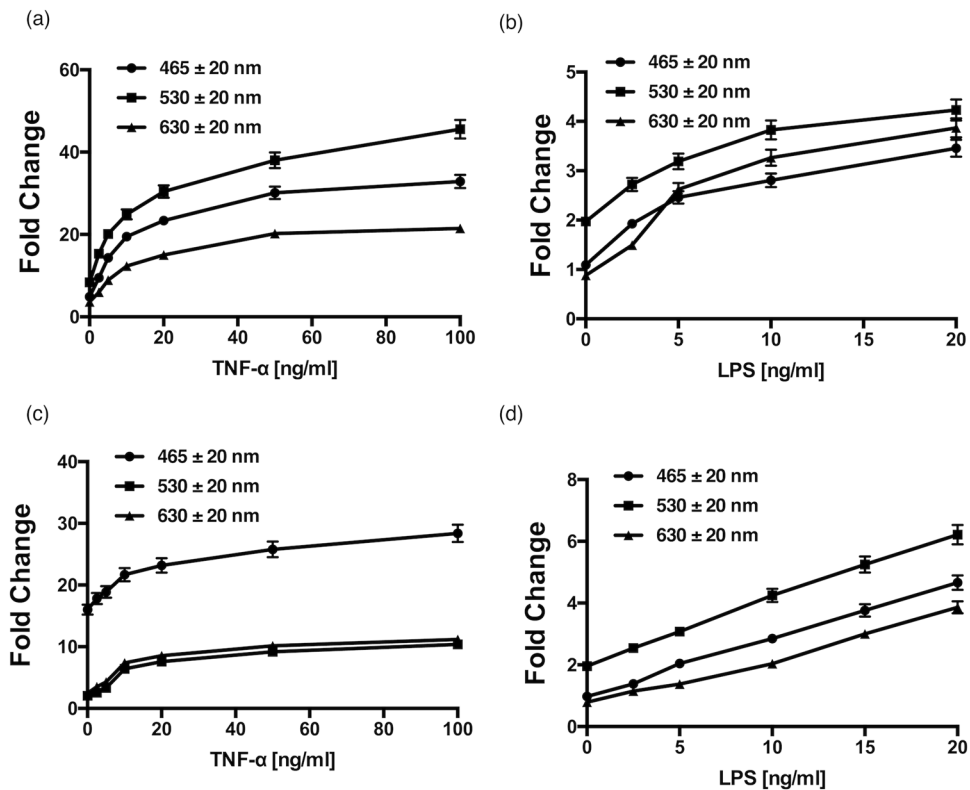 (a)
465 ± 20 nm
530 ± 20 nm
630 ± 20 nm
60
40
20
0
Fold Change
0 20 40 60 80 100
TNF-α [ng/ml]
(b)
465 ± 20 nm
530 ± 20 nm
630 ± 20 nm
5
4
3
2
1
0
Fold Change
0 5 10 15 20
LPS [ng/ml]
(c)
465 ± 20 nm
530 ± 20 nm
630 ± 20 nm
40
30
20
10
0
Fold Change
0 20 40 60 80 100
TNF-α [ng/ml]
(d)
465 ± 20 nm
530 ± 20 nm
630 ± 20 nm
8
6
4
2
0
Fold Change
0 5 10 15 20
LPS [ng/ml]